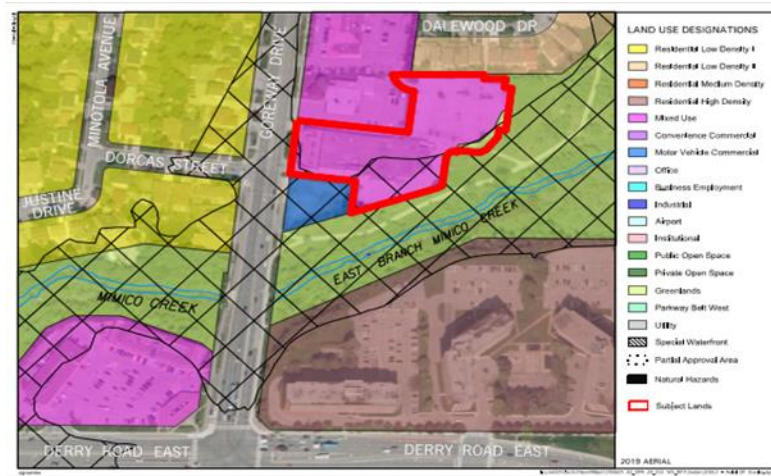 DALEWOOD DR
MINOTOLA AVENUE
GOREWAY DRIVE
DORCAS STREET
JUSTINE DRIVE
EAST BRANCH MIMICO CREEK
MIMICO CREEK
DERRY ROAD EAST
DERRY ROAD EAST
LAND USE DESIGNATIONS
Residential Low Density I
Residential Low Density II
Residential Medium Density
Residential High Density
Mixed Use
Convenience Commercial
Motor Vehicle Commercial
Office
Business Employment
Industrial
Airport
Institutional
Public Open Space
Private Open Space
Greenlands
Parkway Belt West
Utility
Special Waterfront
Partial Approval Area
Natural Hazards
Subject Lands
2019 AERIAL